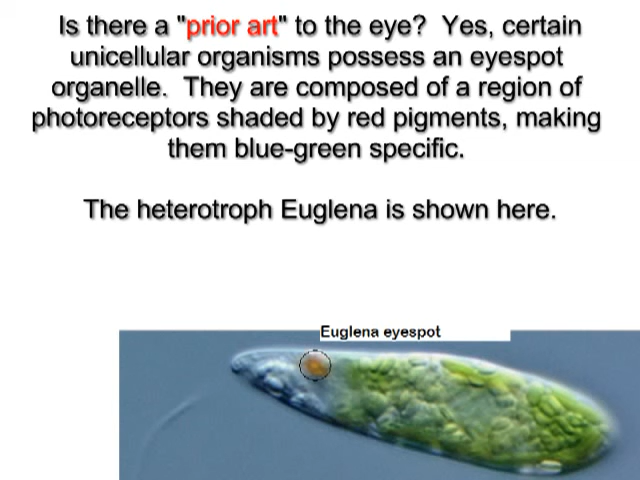 Is there a "prior art" to the eye?  Yes, certain
unicellular organisms possess an eyespot
organelle.  They are composed of a region of
photoreceptors shaded by red pigments, making
them blue-green specific.
The heterotroph Euglena is shown here.
Euglena eyespot